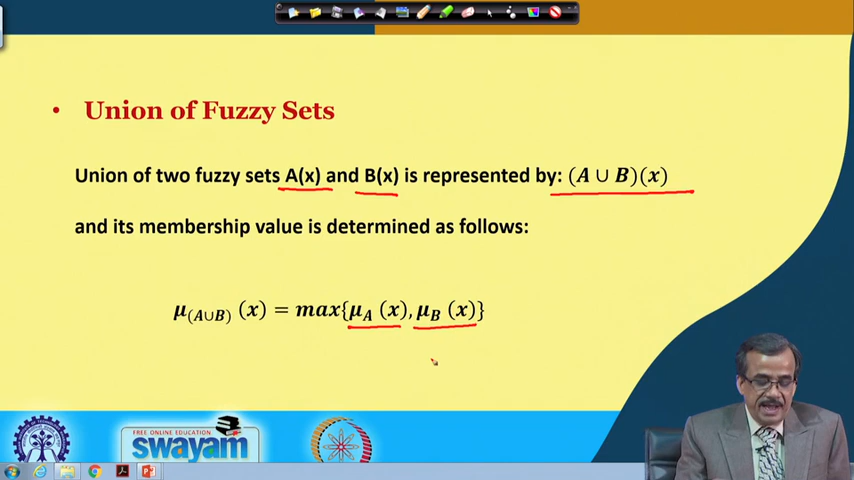 • Union of Fuzzy Sets
Union of two fuzzy sets A(x) and B(x) is represented by: (A ∪ B)(x)
and its membership value is determined as follows:
μ(A∪B) (x) = max{μA (x), μB (x)}
FREE ONLINE EDUCATION
swayam